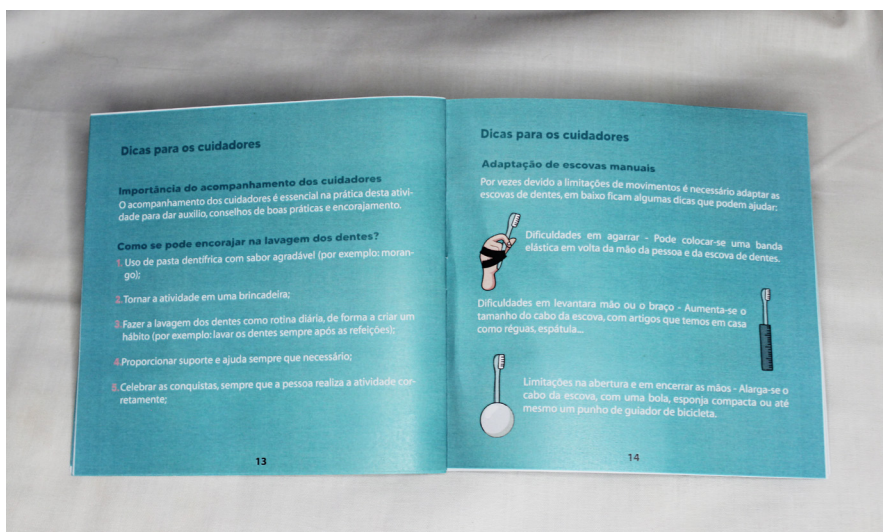 Dicas para os cuidadores
Importância do acompanhamento dos cuidadores
O acompanhamento dos cuidadores é essencial na prática desta ativi-
dade para dar auxílio, conselhos de boas práticas e encorajamento.
Como se pode encorajar na lavagem dos dentes?
1. Uso de pasta dentífrica com sabor agradável (por exemplo: moran-
go);
2. Tornar a atividade em uma brincadeira;
3. Fazer a lavagem dos dentes como rotina diária, de forma a criar um
hábito (por exemplo: lavar os dentes sempre após as refeições);
4. Proporcionar suporte e ajuda sempre que necessário;
5. Celebrar as conquistas, sempre que a pessoa realiza a atividade cor-
retamente;
13
Dicas para os cuidadores
Adaptação de escovas manuais
Por vezes devido a limitações de movimentos é necessário adaptar as
escovas de dentes, em baixo ficam algumas dicas que podem ajudar:
Dificuldades em agarrar - Pode colocar-se uma banda
elástica em volta da mão da pessoa e da escova de dentes.
Dificuldades em levantara mão ou o braço - Aumenta-se o
tamanho do cabo da escova, com artigos que temos em casa
como réguas, espátula...
Limitações na abertura e em encerrar as mãos - Alarga-se o
cabo da escova, com uma bola, esponja compacta ou até
mesmo um punho de guiador de bicicleta.
14